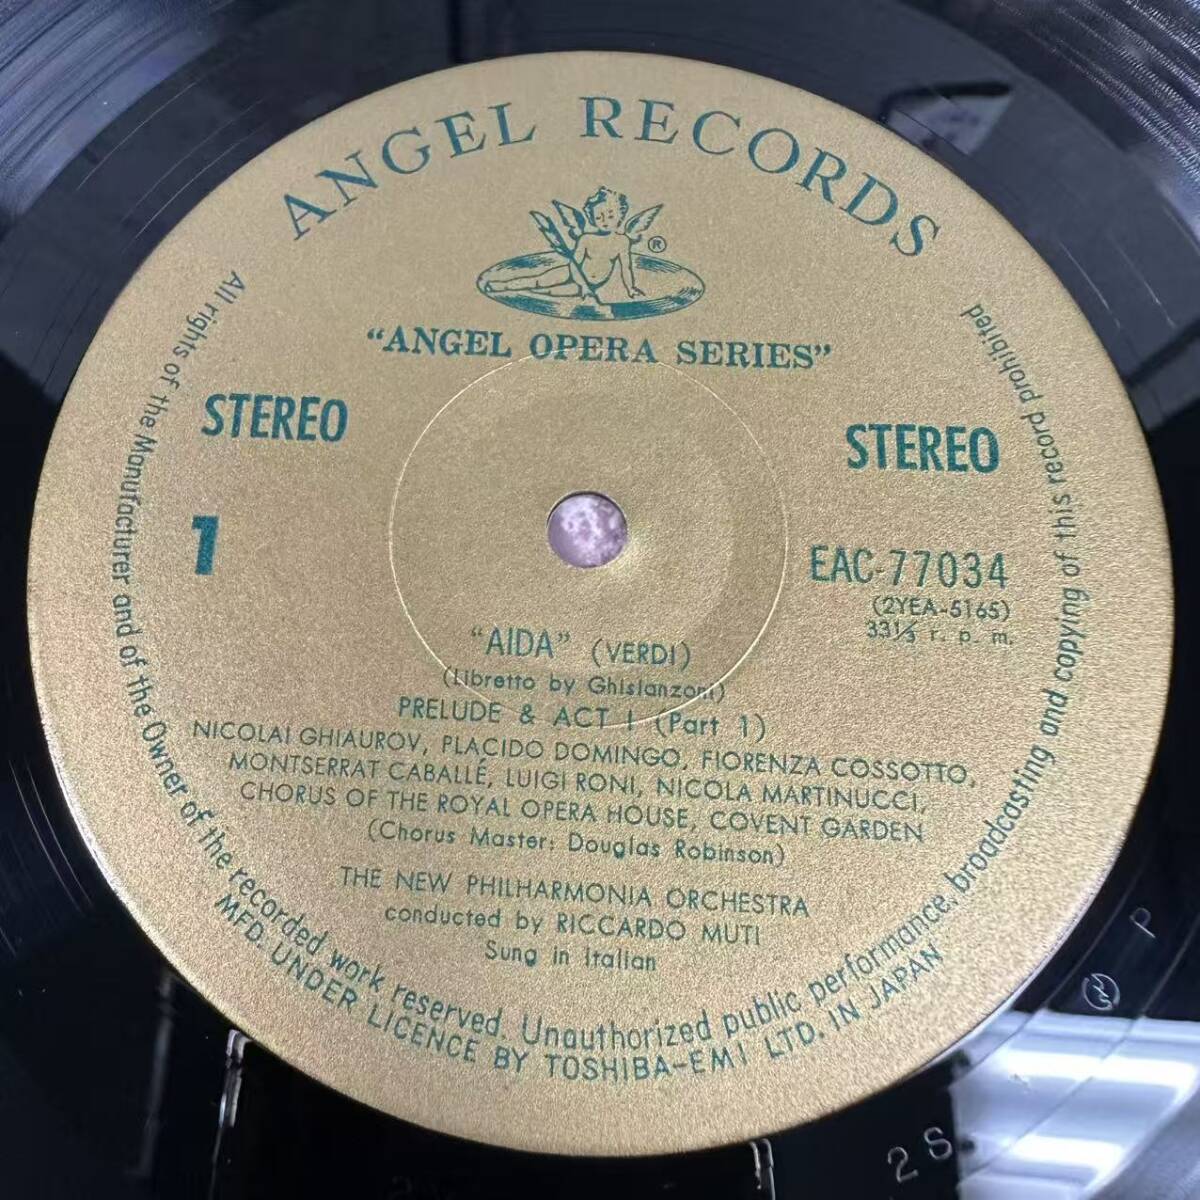 ANGEL RECORDS
®
"ANGEL OPERA SERIES"
STEREO
STEREO
1
EAC-77034
(2YEA-5165)
33⅓ r. p. m.
"AIDA" (VERDI)
(Libretto by Ghislanzoni)
PRELUDE & ACT I (Part 1)
NICOLAI GHIAUROV, PLACIDO DOMINGO, FIORENZA COSSOTTO,
MONTSERRAT CABALLÉ, LUIGI RONI, NICOLA MARTINUCCI,
CHORUS OF THE ROYAL OPERA HOUSE, COVENT GARDEN
(Chorus Master: Douglas Robinson)
THE NEW PHILHARMONIA ORCHESTRA
conducted by RICCARDO MUTI
Sung in Italian
All rights of the Manufacturer and of the Owner of the recorded work reserved. Unauthorized public performance, broadcasting and copying of this record prohibited
MFD. UNDER LICENCE BY TOSHIBA-EMI LTD. IN JAPAN
P
2S